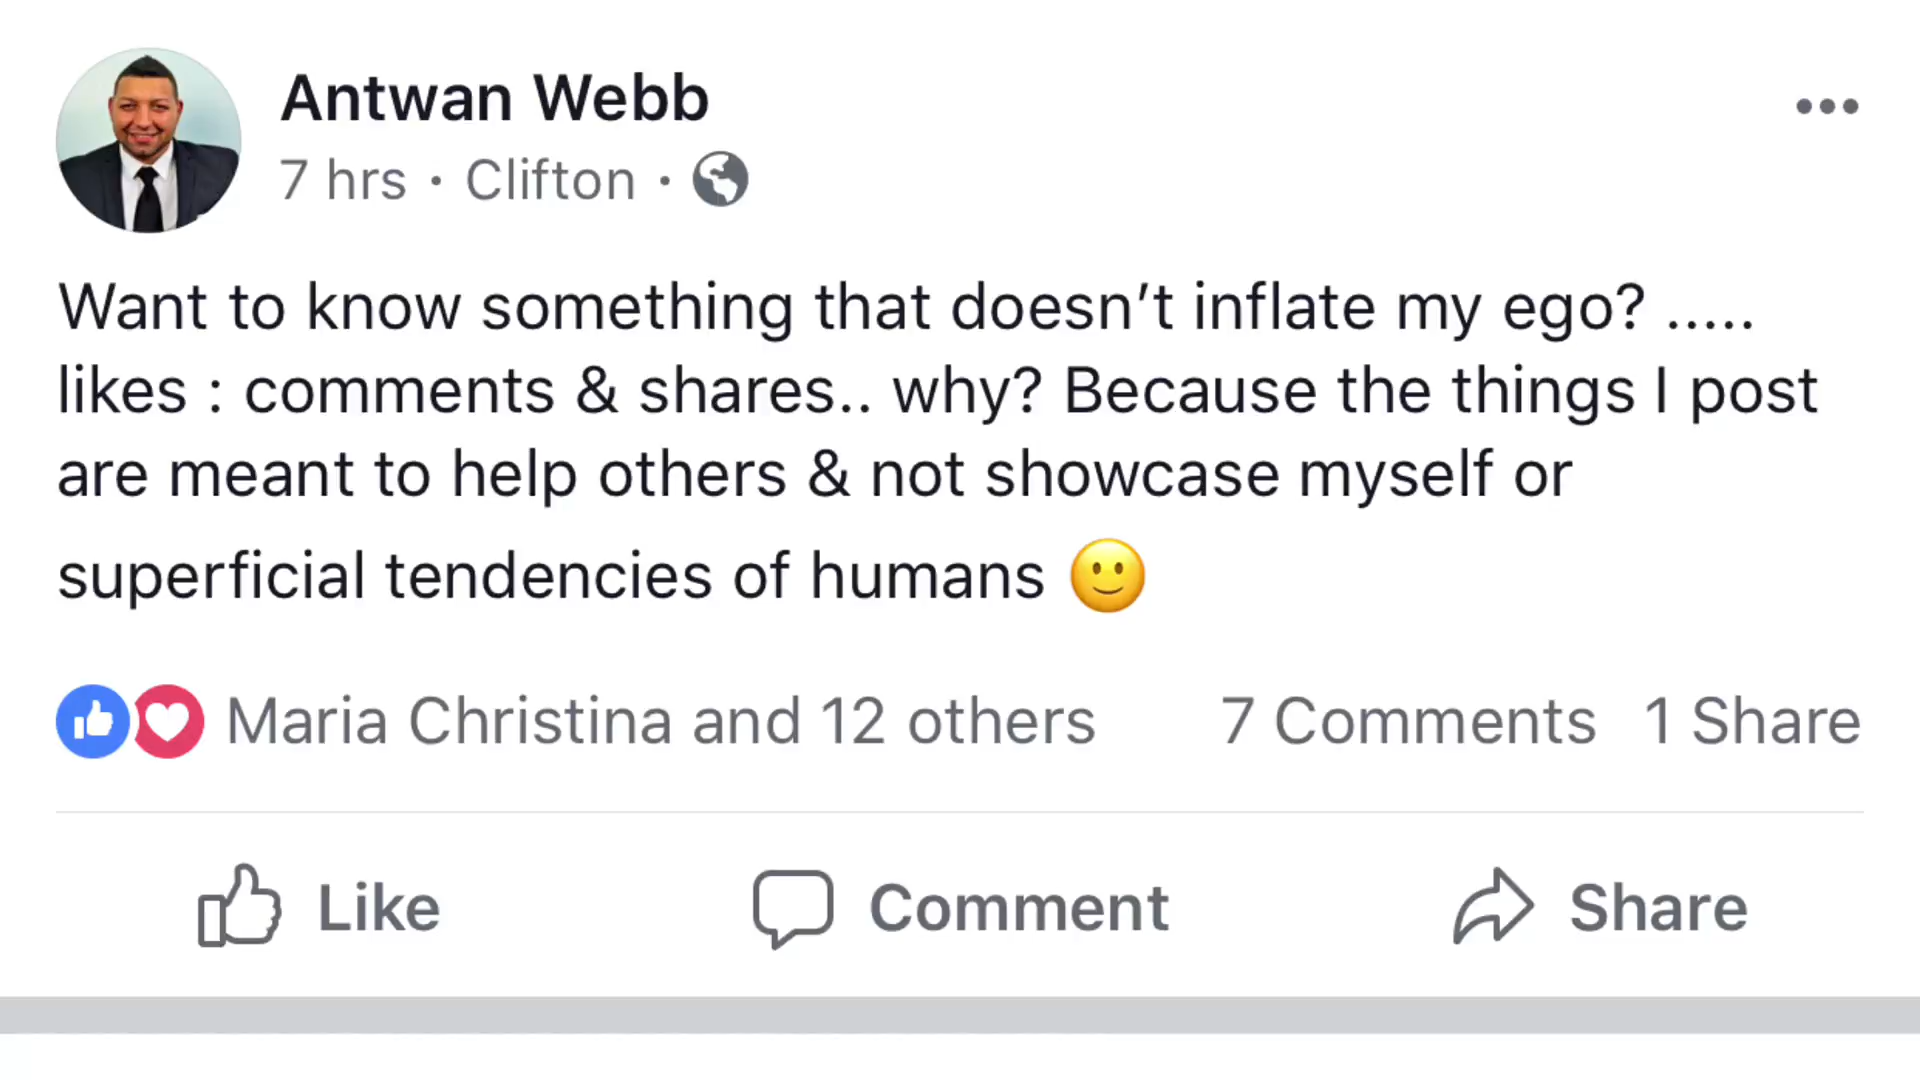 Antwan Webb
7 hrs · Clifton ·
Want to know something that doesn’t inflate my ego? .....
likes : comments & shares.. why? Because the things I post
are meant to help others & not showcase myself or
superficial tendencies of humans 🙂
Maria Christina and 12 others 7 Comments 1 Share
Like Comment Share